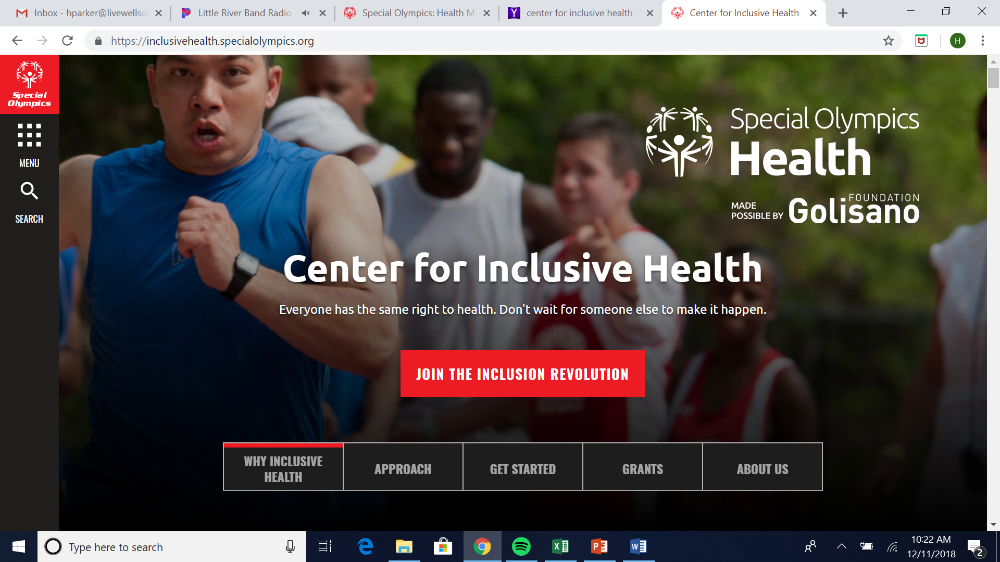 Inbox - hparker@livewellsol
Little River Band Radio
Special Olympics: Health M
center for inclusive health -
Center for Inclusive Health
https://inclusivehealth.specialolympics.org
H
Special
Olympics
MENU
SEARCH
Special Olympics
Health
MADE
POSSIBLE BY
FOUNDATION
Golisano
Center for Inclusive Health
Everyone has the same right to health. Don't wait for someone else to make it happen.
JOIN THE INCLUSION REVOLUTION
WHY INCLUSIVE
HEALTH
APPROACH
GET STARTED
GRANTS
ABOUT US
Type here to search
10:22 AM
12/11/2018
2